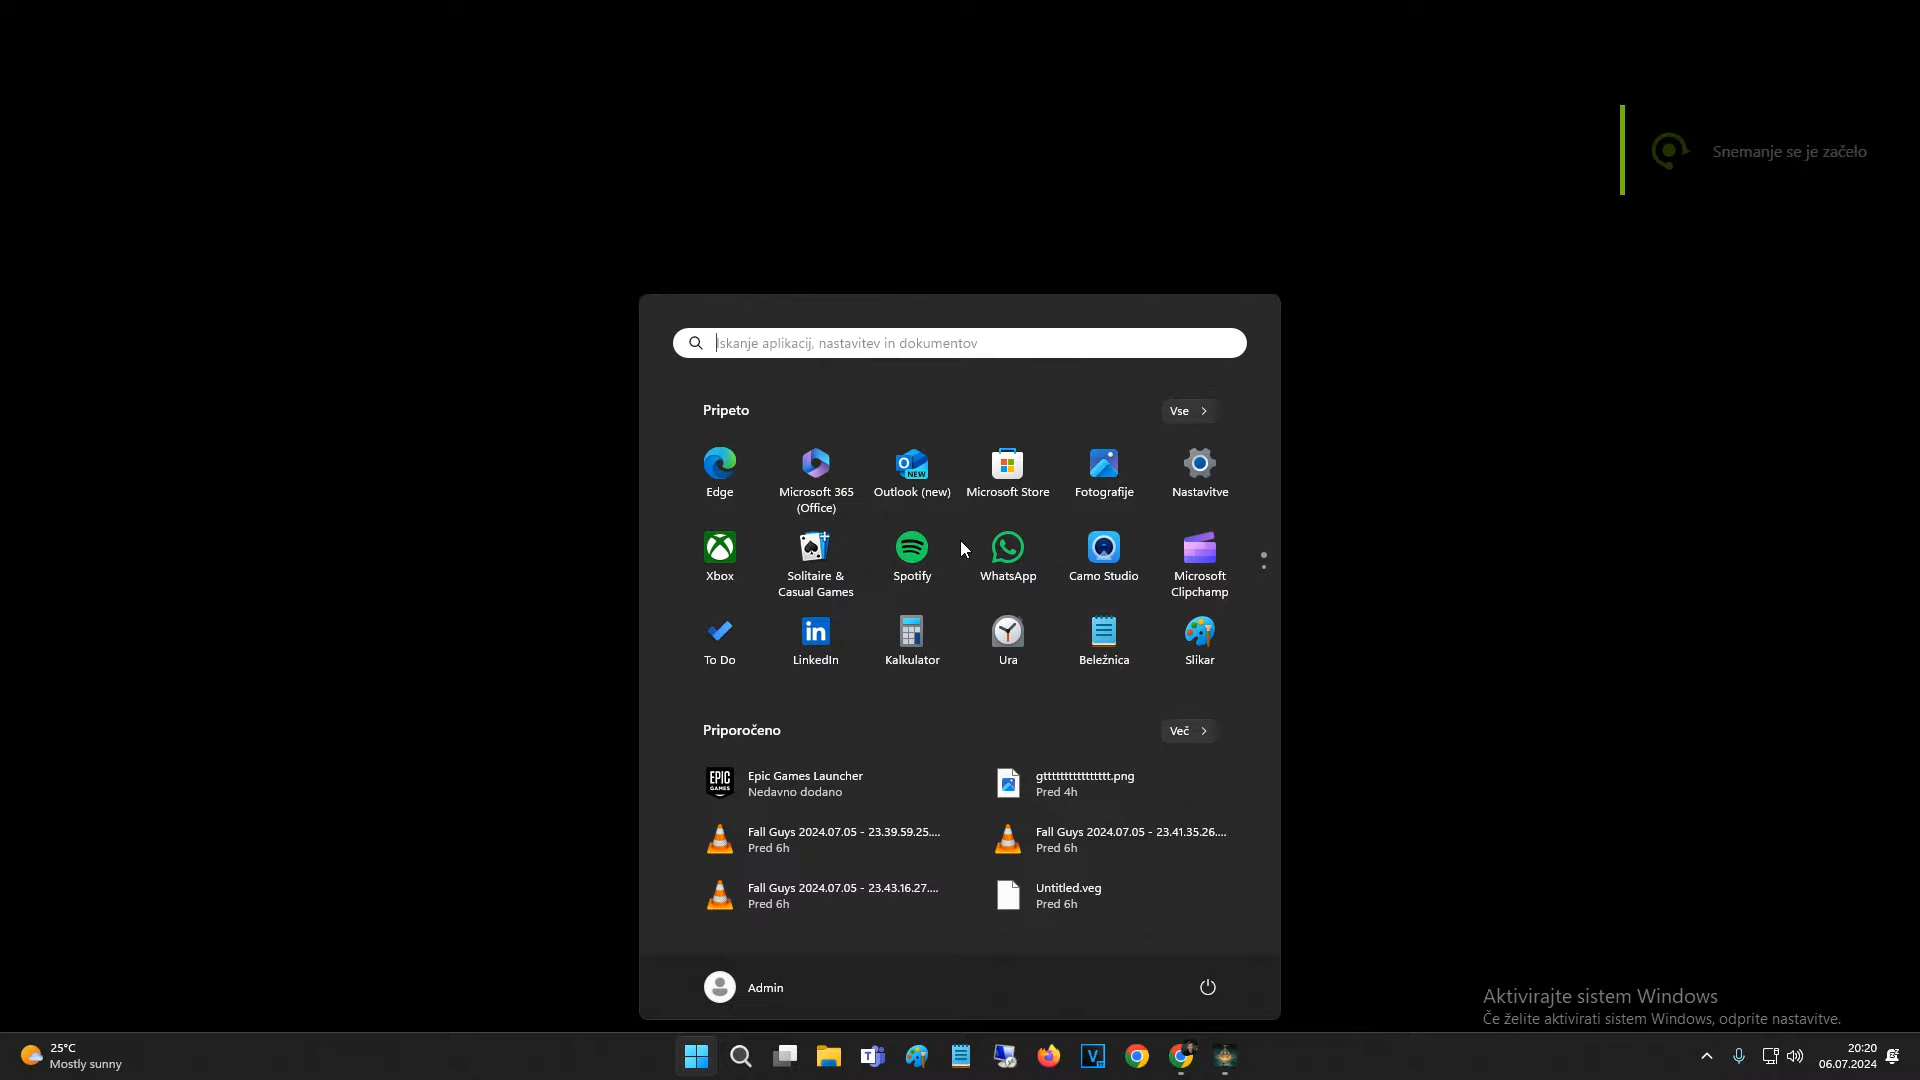 Snemanje se je začelo
Iskanje aplikacij, nastavitev in dokumentov
Pripeto
Vse
Edge
Microsoft 365
(Office)
Outlook (new)
Microsoft Store
Fotografije
Nastavitve
Xbox
Solitaire &
Casual Games
Spotify
WhatsApp
Camo Studio
Microsoft
Clipchamp
To Do
LinkedIn
Kalkulator
Ura
Beležnica
Slikar
Priporočeno
Več
Epic Games Launcher
Nedavno dodano
Fall Guys 2024.07.05 - 23.39.59.25....
Pred 6h
Fall Guys 2024.07.05 - 23.41.35.26....
Pred 6h
Fall Guys 2024.07.05 - 23.43.16.27....
Pred 6h
Untitled.veg
Pred 6h
Pred 4h
Admin
Aktivirajte sistem Windows
Če želite aktivirati sistem Windows, odprite nastavitve.
25°C
Mostly sunny
20:20
06.07.2024